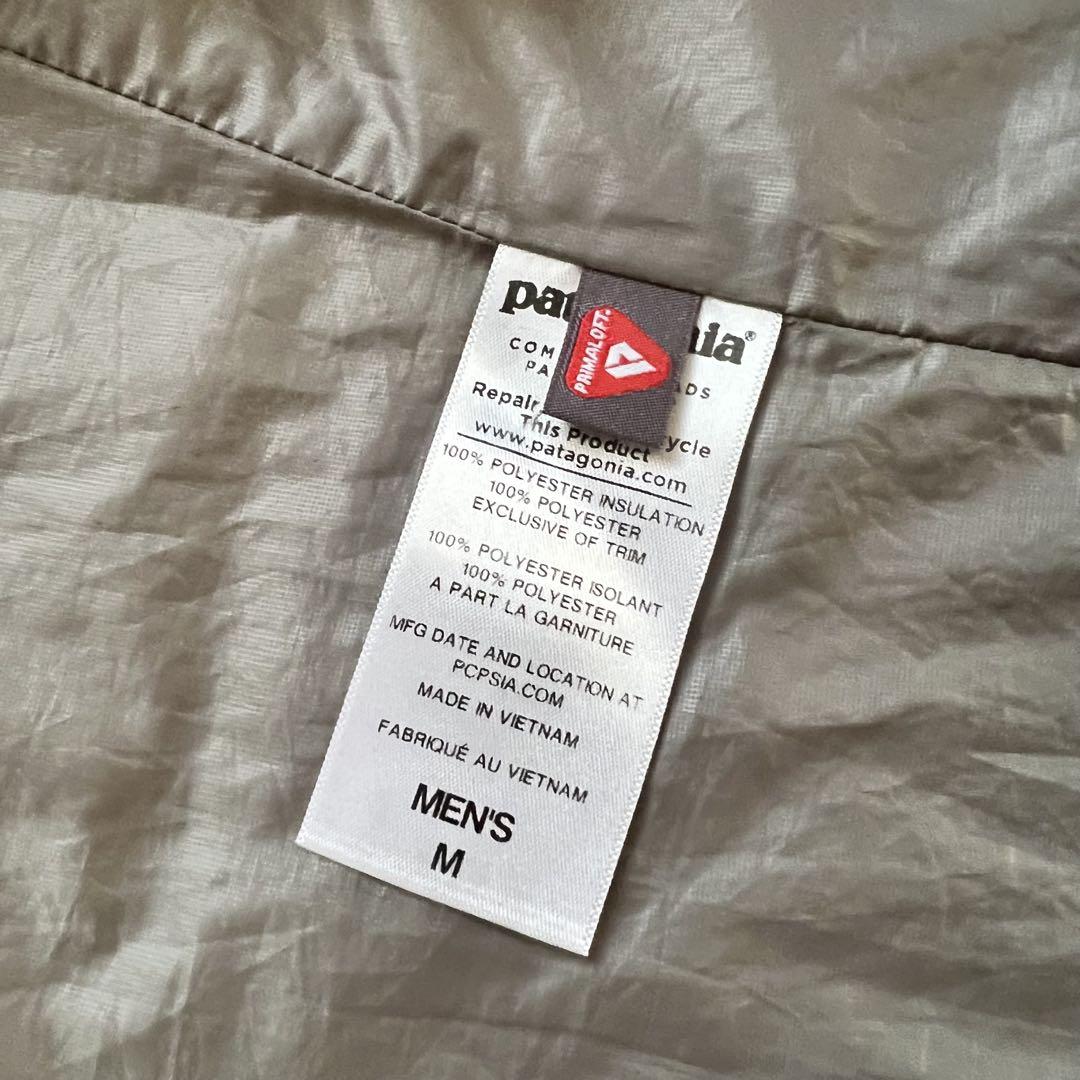 pat nia®
COM
PA ADS
Repair, ycle
This Product
www.patagonia.com
PRIMALOFT
100% POLYESTER INSULATION
100% POLYESTER
EXCLUSIVE OF TRIM
100% POLYESTER ISOLANT
100% POLYESTER
A PART LA GARNITURE
MFG DATE AND LOCATION AT
PCPSIA.COM
MADE IN VIETNAM
FABRIQUÉ AU VIETNAM
MEN'S
M